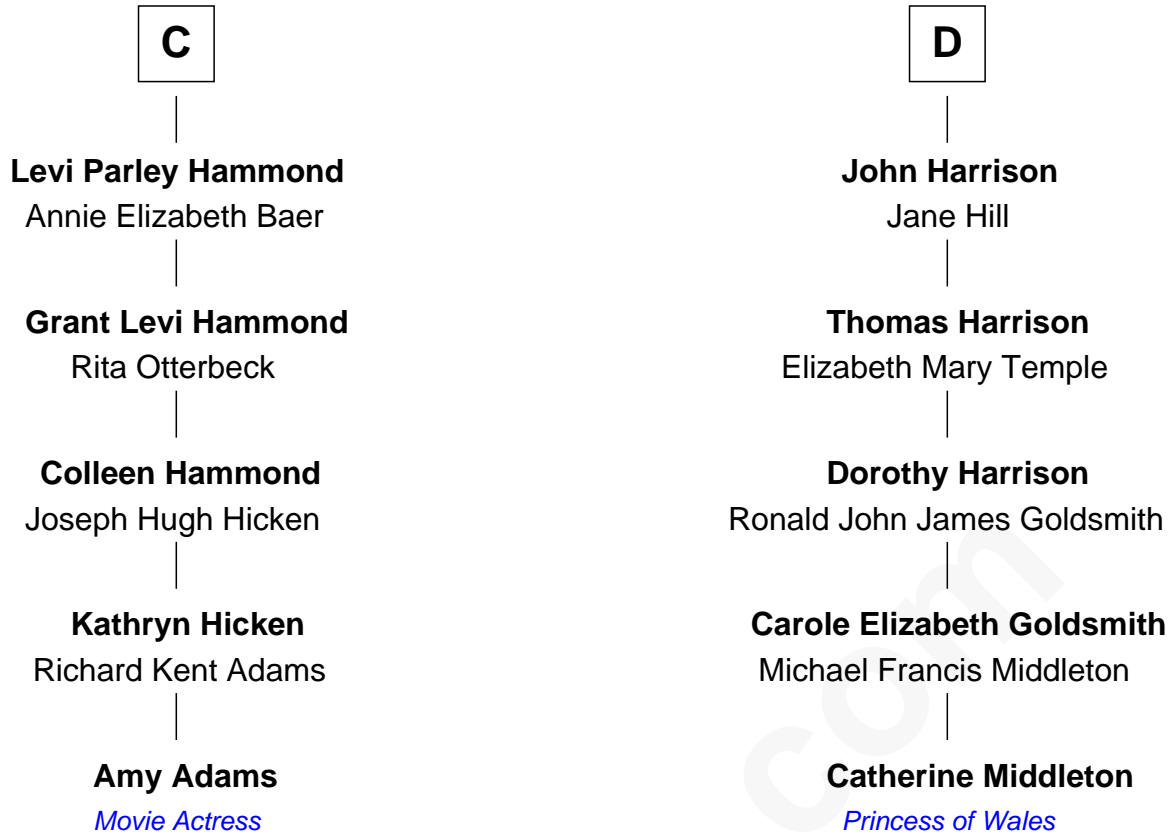 C
Levi Parley Hammond
Annie Elizabeth Baer
Grant Levi Hammond
Rita Otterbeck
Colleen Hammond
Joseph Hugh Hicken
Kathryn Hicken
Richard Kent Adams
Amy Adams
Movie Actress
D
John Harrison
Jane Hill
Thomas Harrison
Elizabeth Mary Temple
Dorothy Harrison
Ronald John James Goldsmith
Carole Elizabeth Goldsmith
Michael Francis Middleton
Catherine Middleton
Princess of Wales
com